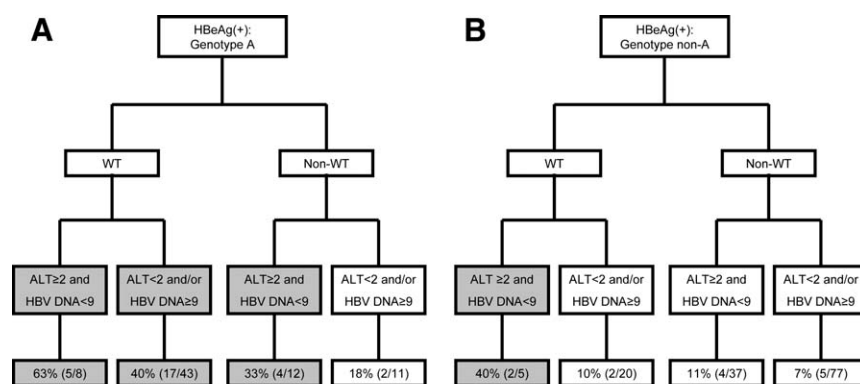 A
HBeAg(+):
Genotype A
WT
Non-WT
ALT≥2 and
HBV DNA<9
ALT<2 and/or
HBV DNA≥9
ALT≥2 and
HBV DNA<9
ALT<2 and/or
HBV DNA≥9
63% (5/8)
40% (17/43)
33% (4/12)
18% (2/11)
B
HBeAg(+):
Genotype non-A
WT
Non-WT
ALT ≥2 and
HBV DNA<9
ALT<2 and/or
HBV DNA≥9
ALT≥2 and
HBV DNA<9
ALT<2 and/or
HBV DNA≥9
40% (2/5)
10% (2/20)
11% (4/37)
7% (5/77)